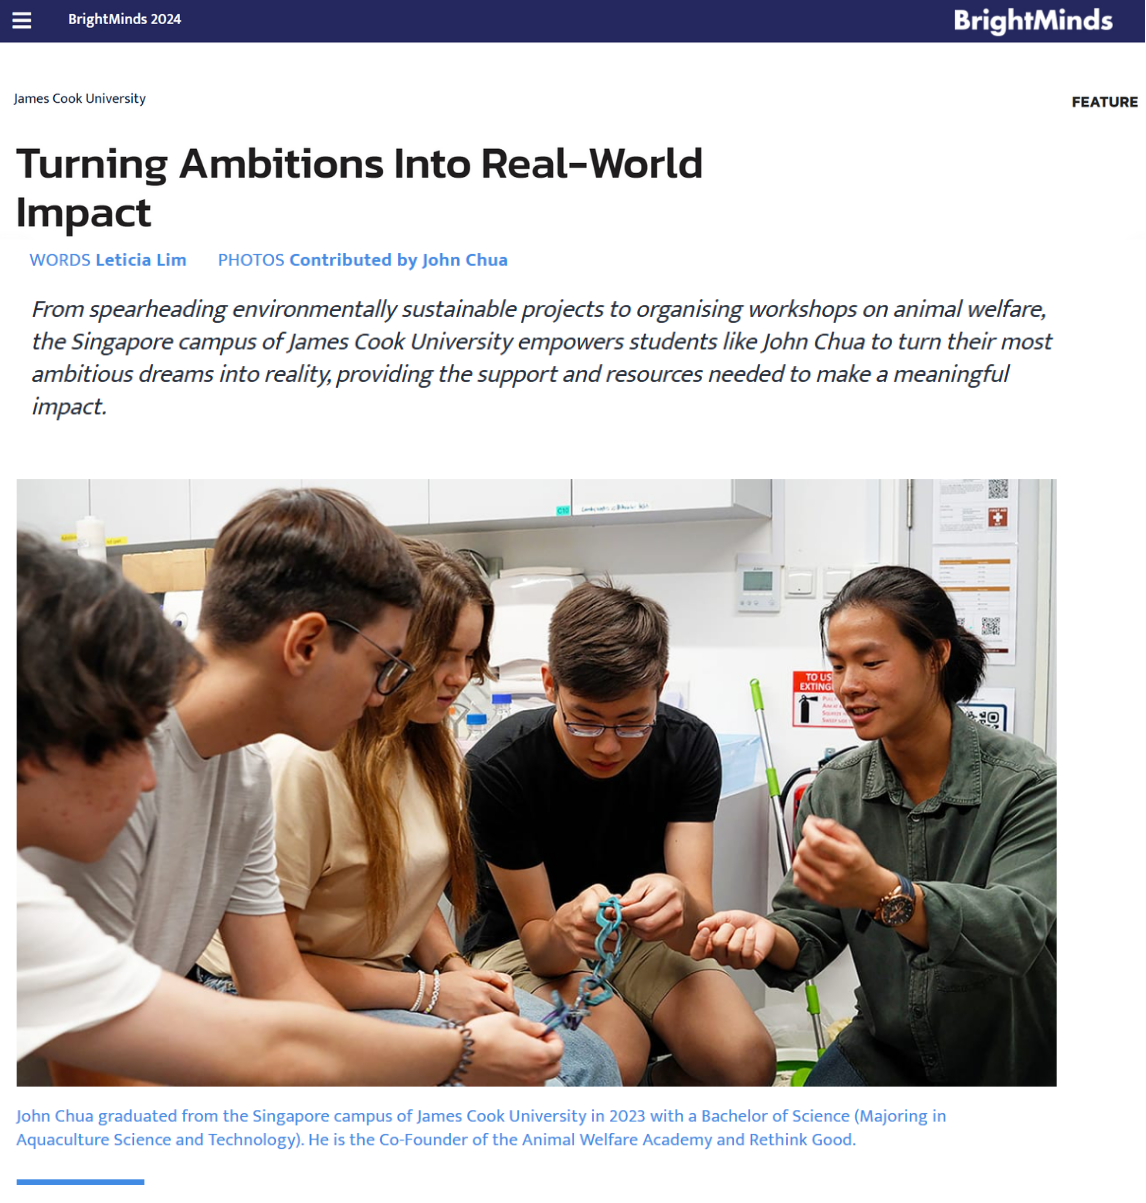 BrightMinds 2024
BrightMinds
James Cook University
FEATURE
Turning Ambitions Into Real-World
Impact
WORDS Leticia Lim PHOTOS Contributed by John Chua
From spearheading environmentally sustainable projects to organising workshops on animal welfare,
the Singapore campus of James Cook University empowers students like John Chua to turn their most
ambitious dreams into reality, providing the support and resources needed to make a meaningful
impact.
FIRST AID
TO US
EXTING
John Chua graduated from the Singapore campus of James Cook University in 2023 with a Bachelor of Science (Majoring in
Aquaculture Science and Technology). He is the Co-Founder of the Animal Welfare Academy and Rethink Good.